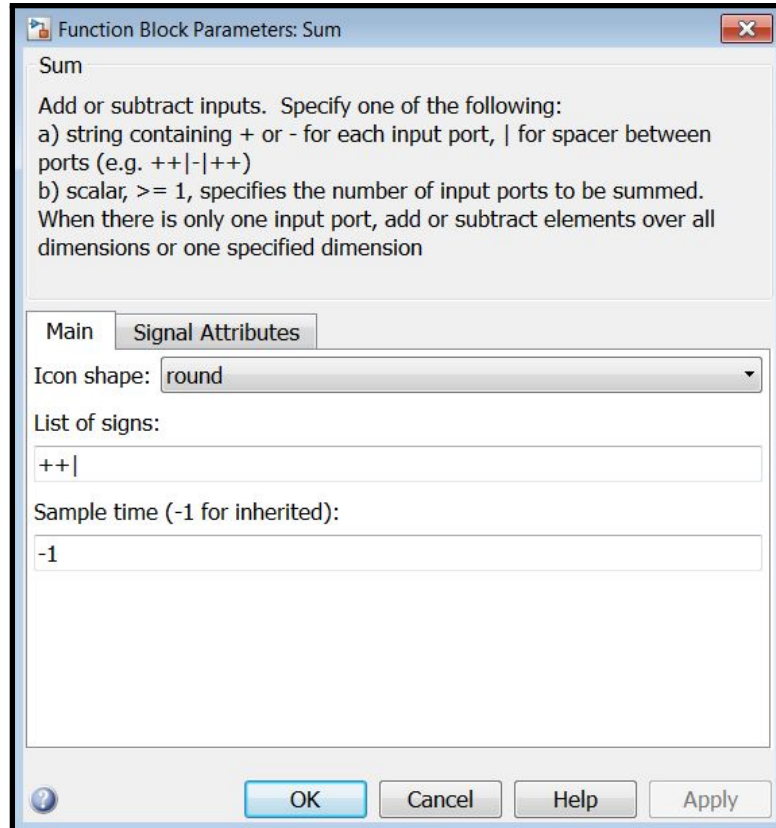 Function Block Parameters: Sum
Sum
Add or subtract inputs.  Specify one of the following:
a) string containing + or - for each input port, | for spacer between
ports (e.g. ++|-|++)
b) scalar, >= 1, specifies the number of input ports to be summed.
When there is only one input port, add or subtract elements over all
dimensions or one specified dimension
Main Signal Attributes
Icon shape: round
List of signs:
++|
Sample time (-1 for inherited):
-1
OK Cancel Help Apply